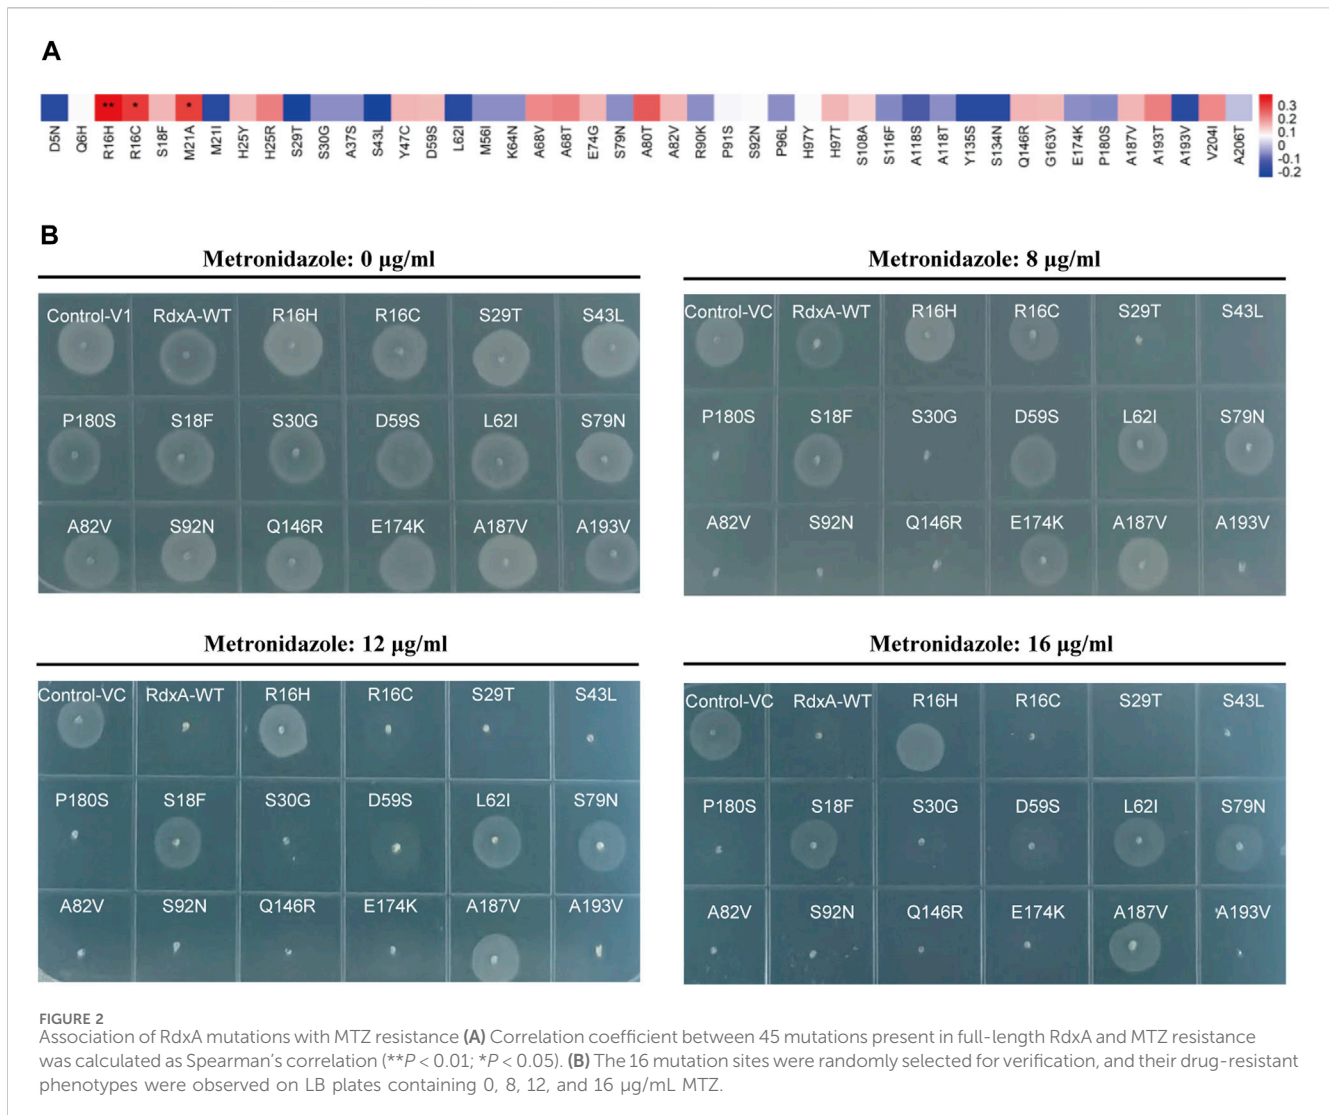 A
** * *
0.3
0.2
0.1
0
-0.1
-0.2
D5N Q6H R16H R16C S18F M21A M21I H25Y H25R S29T S30G A37S S43L Y47C D59S L62I M56I K64N A68V A68T E74G S79N A80T A82V R90K P91S S92N P96L H97Y H97T S108A S116F A118S A118T Y135S S134N Q146R G163V E174K P180S A187V A193T A193V V204I A206T
B
Metronidazole: 0 µg/ml
Control-V1 RdxA-WT R16H R16C S29T S43L
P180S S18F S30G D59S L62I S79N
A82V S92N Q146R E174K A187V A193V
Metronidazole: 8 µg/ml
Control-VC RdxA-WT R16H R16C S29T S43L
P180S S18F S30G D59S L62I S79N
A82V S92N Q146R E174K A187V A193V
Metronidazole: 12 µg/ml
Control-VC RdxA-WT R16H R16C S29T S43L
P180S S18F S30G D59S L62I S79N
A82V S92N Q146R E174K A187V A193V
Metronidazole: 16 µg/ml
Control-VC RdxA-WT R16H R16C S29T S43L
P180S S18F S30G D59S L62I S79N
A82V S92N Q146R E174K A187V A193V
FIGURE 2
Association of RdxA mutations with MTZ resistance (A) Correlation coefficient between 45 mutations present in full-length RdxA and MTZ resistance
was calculated as Spearman's correlation (**P < 0.01; *P < 0.05). (B) The 16 mutation sites were randomly selected for verification, and their drug-resistant
phenotypes were observed on LB plates containing 0, 8, 12, and 16 µg/mL MTZ.